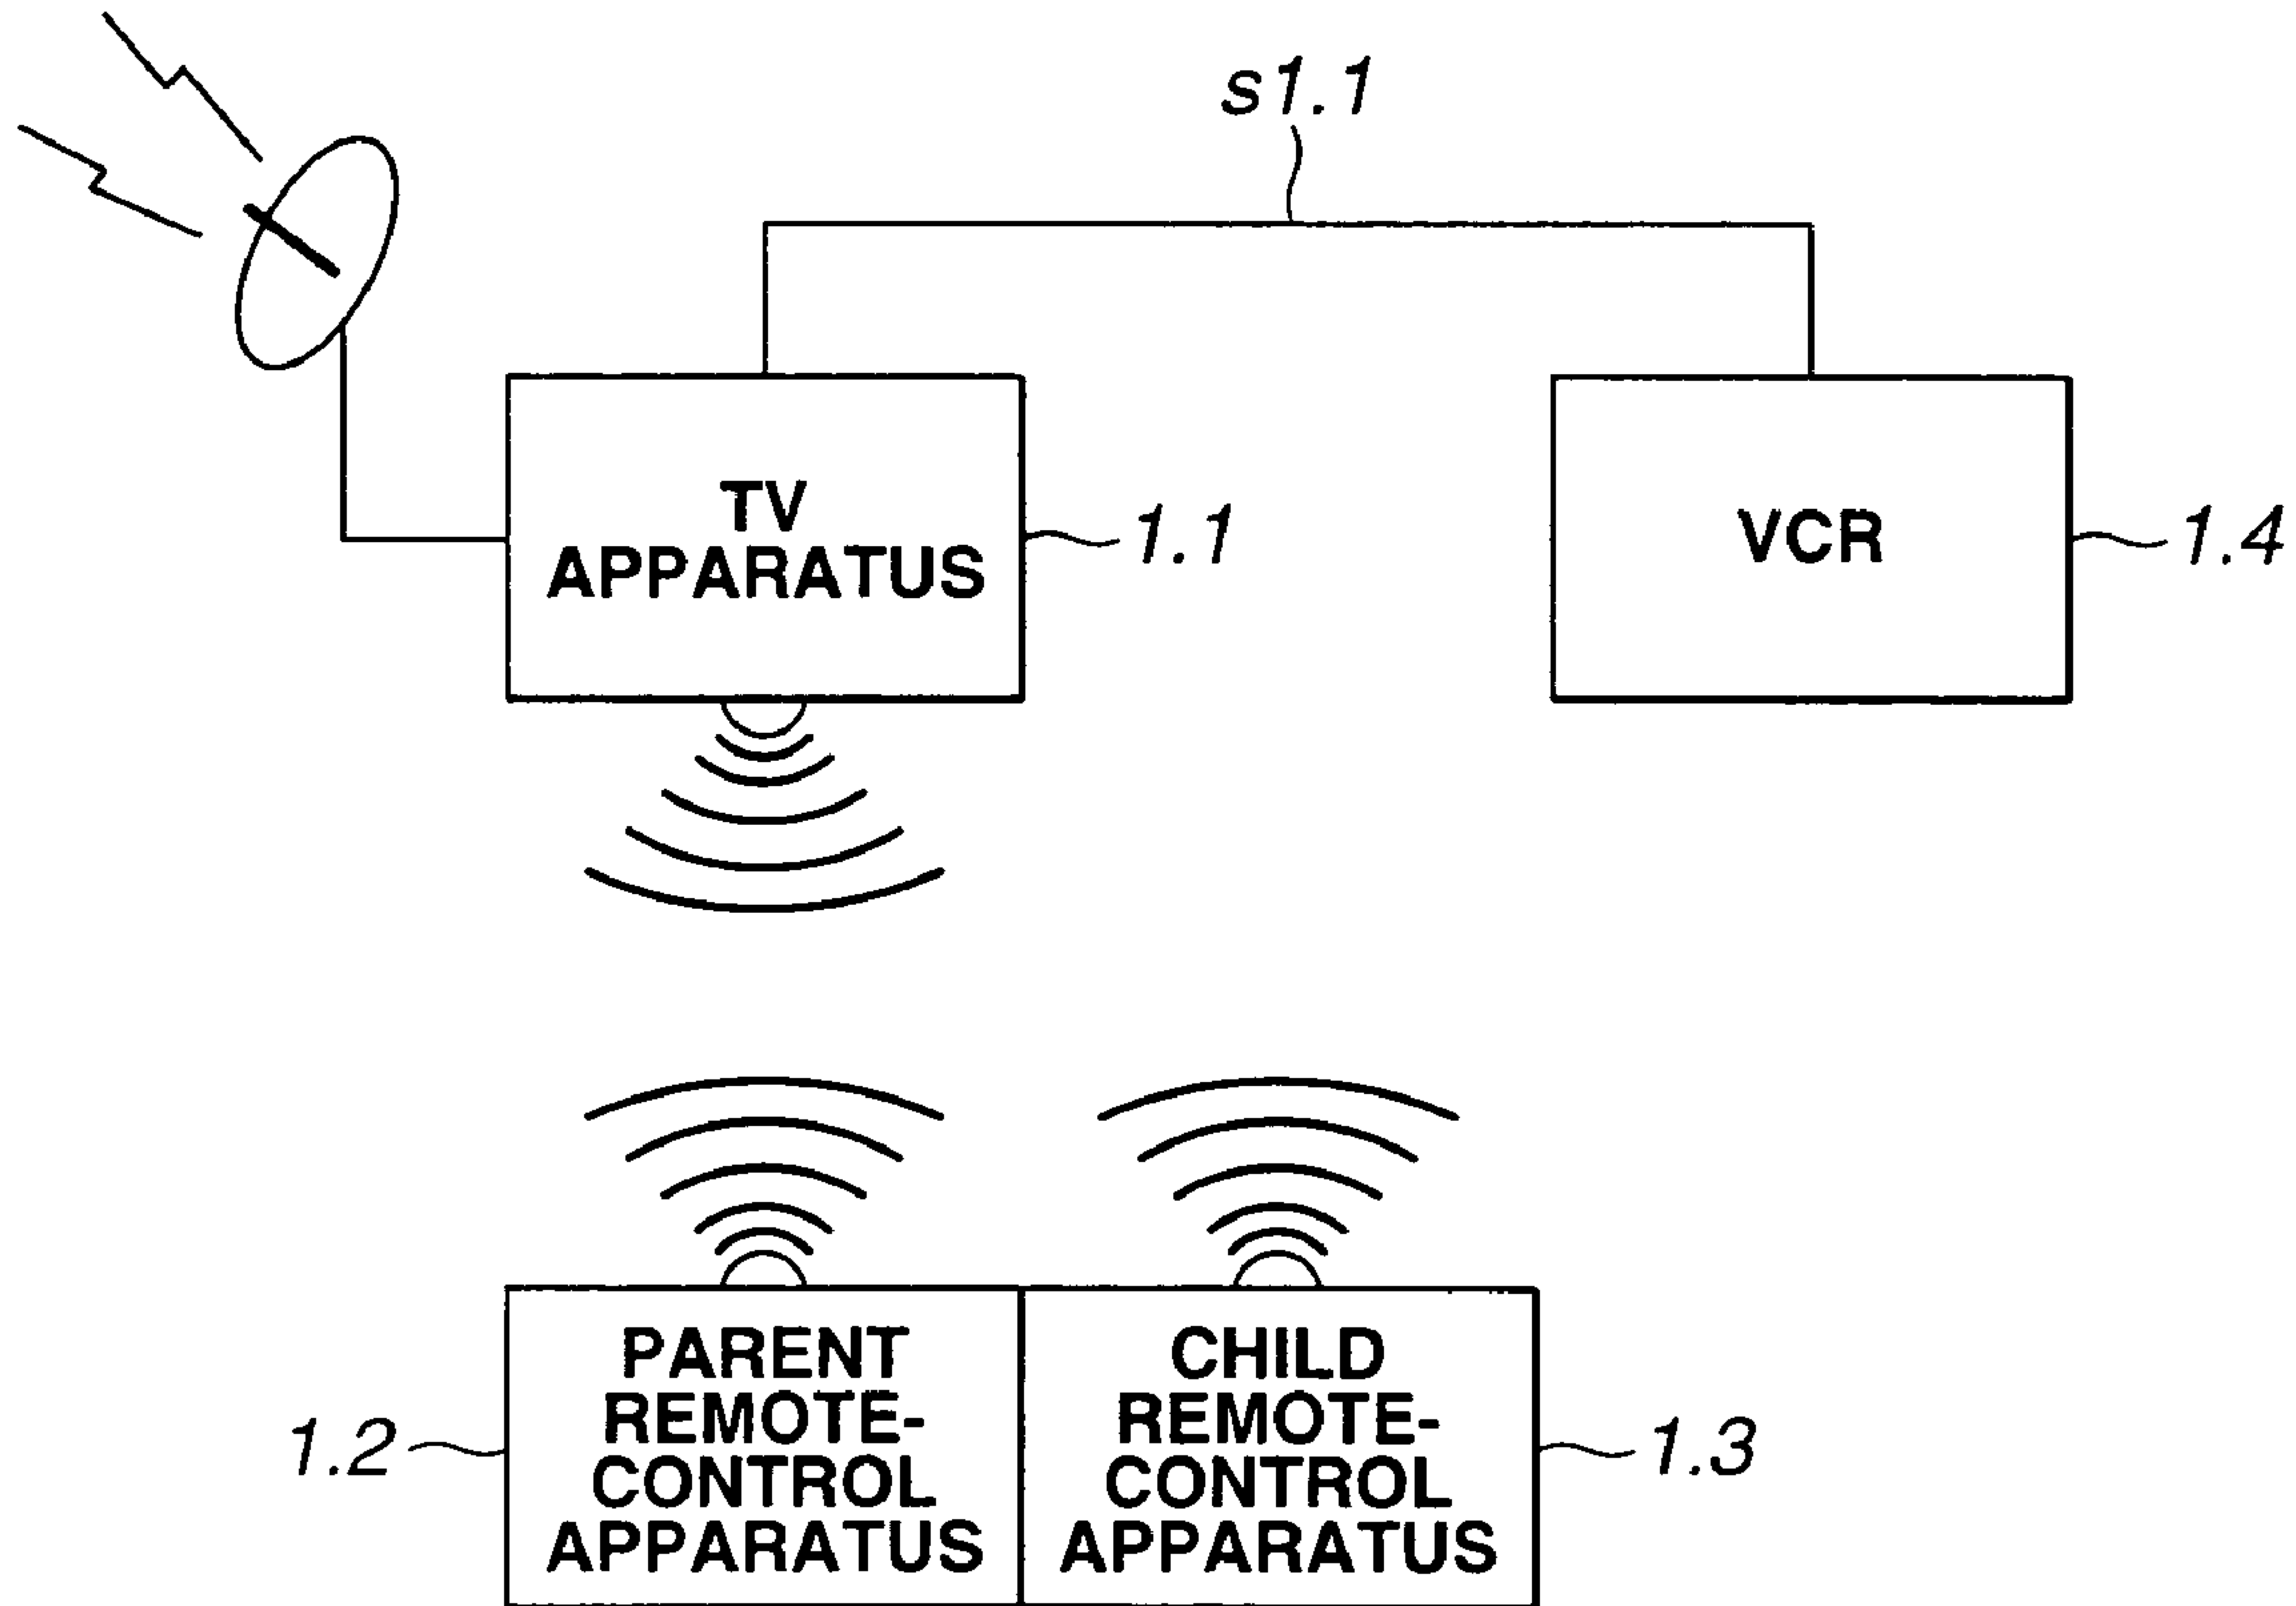 s1.1
TV
APPARATUS
1.1
VCR
1.4
PARENT
REMOTE-
CONTROL
APPARATUS
1.2
CHILD
REMOTE-
CONTROL
APPARATUS
1.3